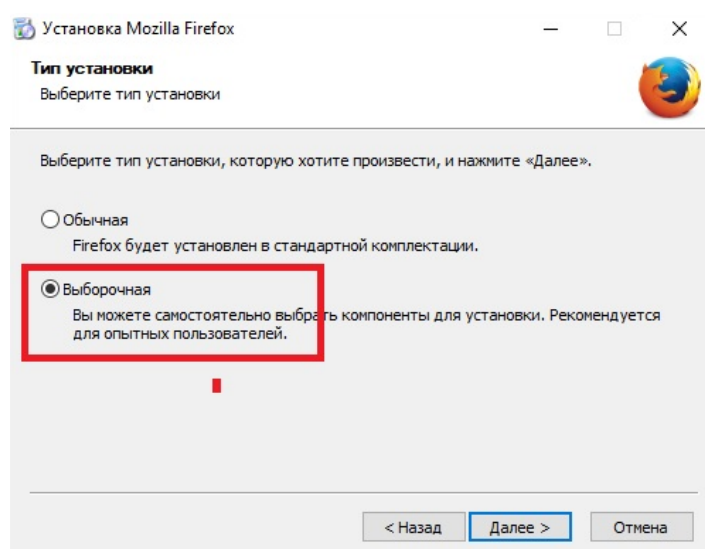 Установка Mozilla Firefox
Тип установки
Выберите тип установки
Выберите тип установки, которую хотите произвести, и нажмите «Далее».
Обычная
Firefox будет установлен в стандартной комплектации.
Выборочная
Вы можете самостоятельно выбрать компоненты для установки. Рекомендуется
для опытных пользователей.
< Назад
Далее >
Отмена